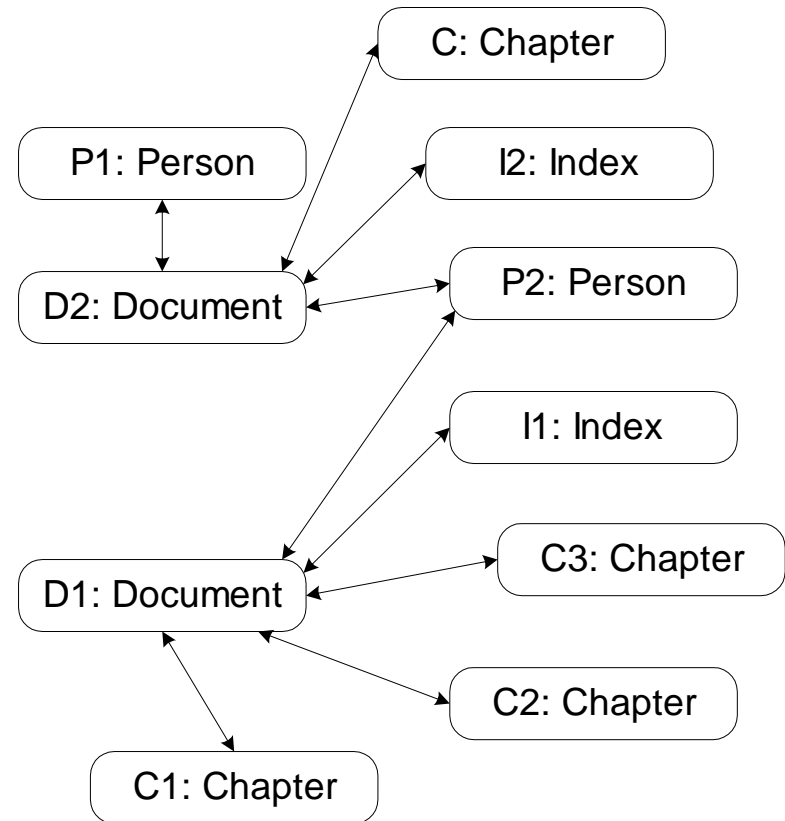 C: Chapter
P1: Person
I2: Index
D2: Document
P2: Person
I1: Index
C3: Chapter
D1: Document
C2: Chapter
C1: Chapter